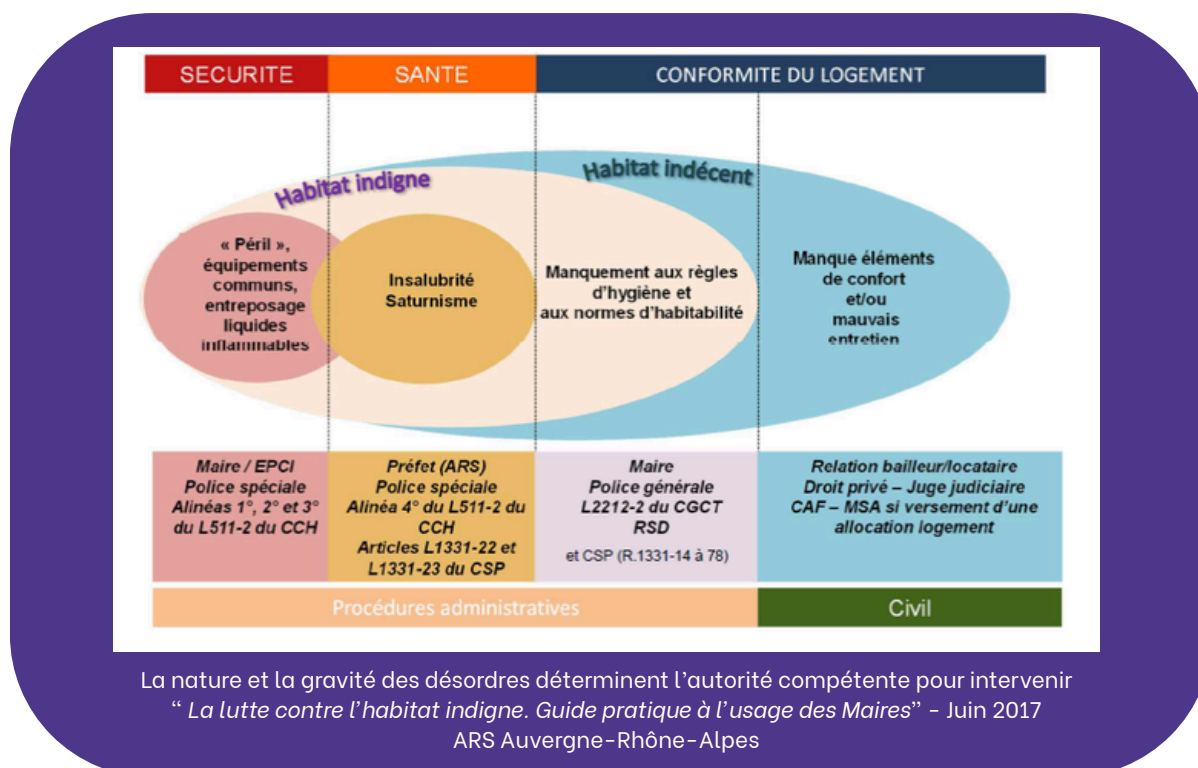 SECURITE
SANTE
CONFORMITE DU LOGEMENT
Habitat indigne
Habitat indécent
« Péril »,
équipements
communs,
entreposage
liquides
inflammables
Insalubrité
Saturnisme
Manquement aux règles
d'hygiène et
aux normes d'habitabilité
Manque éléments
de confort
et/ou
mauvais
entretien
Maire / EPCI
Police spéciale
Alinéas 1°, 2° et 3°
du L511-2 du CCH
Préfet (ARS)
Police spéciale
Alinéa 4° du L511-2 du
CCH
Articles L1331-22 et
L1331-23 du CSP
Maire
Police générale
L2212-2 du CGCT
RSD
et CSP (R.1331-14 à 78)
Relation bailleur/locataire
Droit privé – Juge judiciaire
CAF – MSA si versement d'une
allocation logement
Procédures administratives
Civil
La nature et la gravité des désordres déterminent l'autorité compétente pour intervenir
“ La lutte contre l'habitat indigne. Guide pratique à l'usage des Maires” - Juin 2017
ARS Auvergne-Rhône-Alpes